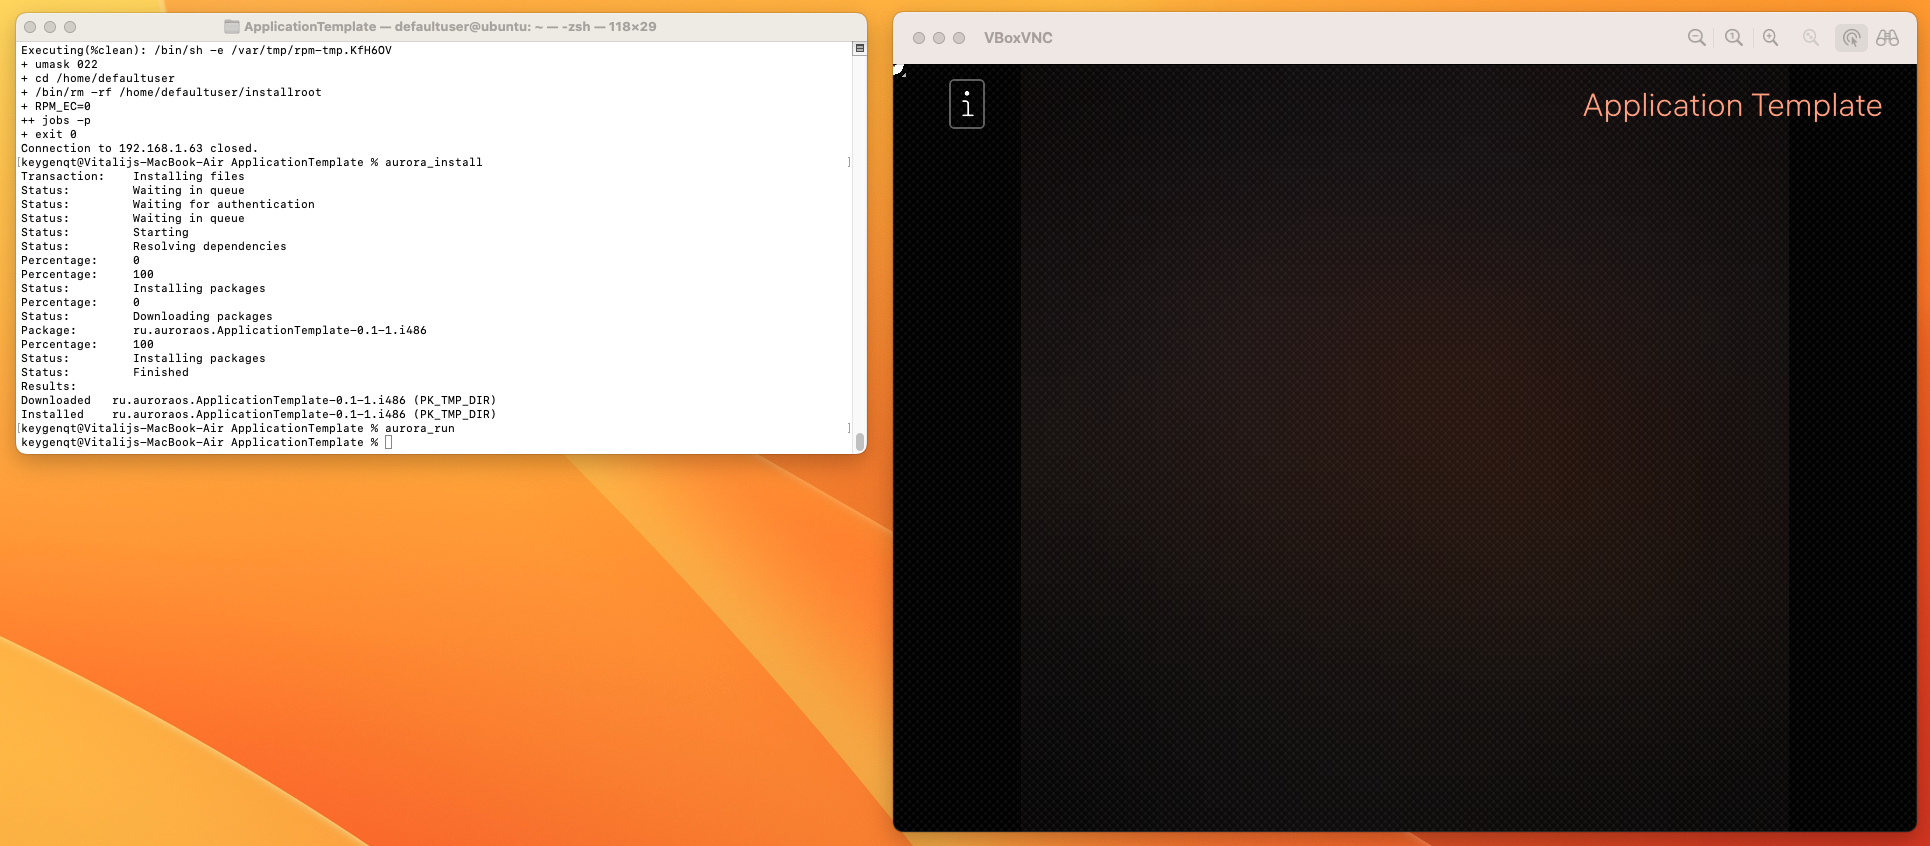 ApplicationTemplate — defaultuser@ubuntu: ~ — -zsh — 118×29
Executing(%clean): /bin/sh -e /var/tmp/rpm-tmp.KfH6OV
+ umask 022
+ cd /home/defaultuser
+ /bin/rm -rf /home/defaultuser/installroot
+ RPM_EC=0
++ jobs -p
+ exit 0
Connection to 192.168.1.63 closed.
[keygenqt@Vitalijs-MacBook-Air ApplicationTemplate % aurora_install ]
Transaction: Installing files
Status: Waiting in queue
Status: Waiting for authentication
Status: Waiting in queue
Status: Starting
Status: Resolving dependencies
Percentage: 0
Percentage: 100
Status: Installing packages
Percentage: 0
Status: Downloading packages
Package: ru.auroraos.ApplicationTemplate-0.1-1.i486
Percentage: 100
Status: Installing packages
Status: Finished
Results:
Downloaded ru.auroraos.ApplicationTemplate-0.1-1.i486 (PK_TMP_DIR)
Installed ru.auroraos.ApplicationTemplate-0.1-1.i486 (PK_TMP_DIR)
[keygenqt@Vitalijs-MacBook-Air ApplicationTemplate % aurora_run ]
keygenqt@Vitalijs-MacBook-Air ApplicationTemplate %
VBoxVNC
1
i
Application Template